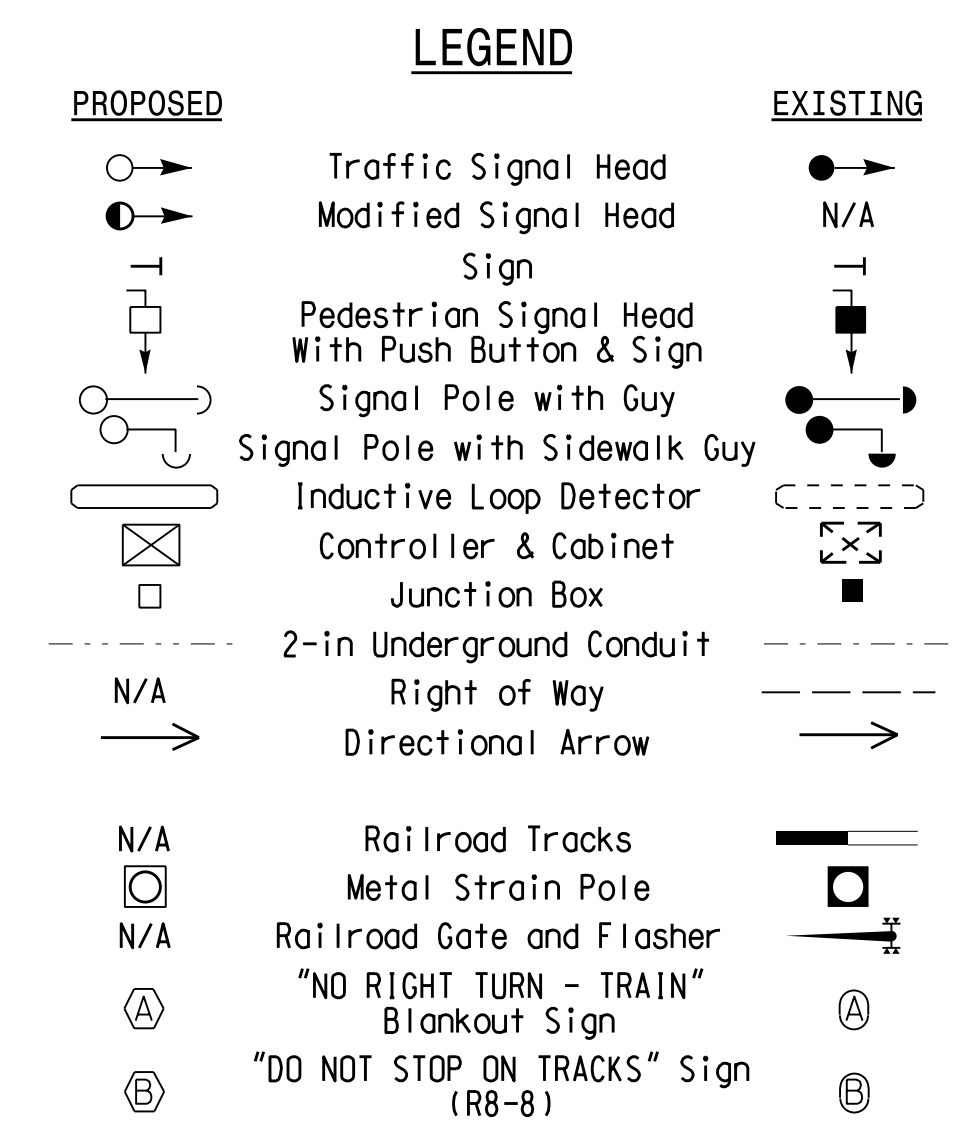 LEGEND
PROPOSED EXISTING
Traffic Signal Head
Modified Signal Head N/A
Sign
Pedestrian Signal Head
With Push Button & Sign
Signal Pole with Guy
Signal Pole with Sidewalk Guy
Inductive Loop Detector
Controller & Cabinet
Junction Box
2-in Underground Conduit
N/A Right of Way
Directional Arrow
N/A Railroad Tracks
Metal Strain Pole
N/A Railroad Gate and Flasher
"NO RIGHT TURN - TRAIN"
A Blankout Sign A
"DO NOT STOP ON TRACKS" Sign
B (R8-8) B